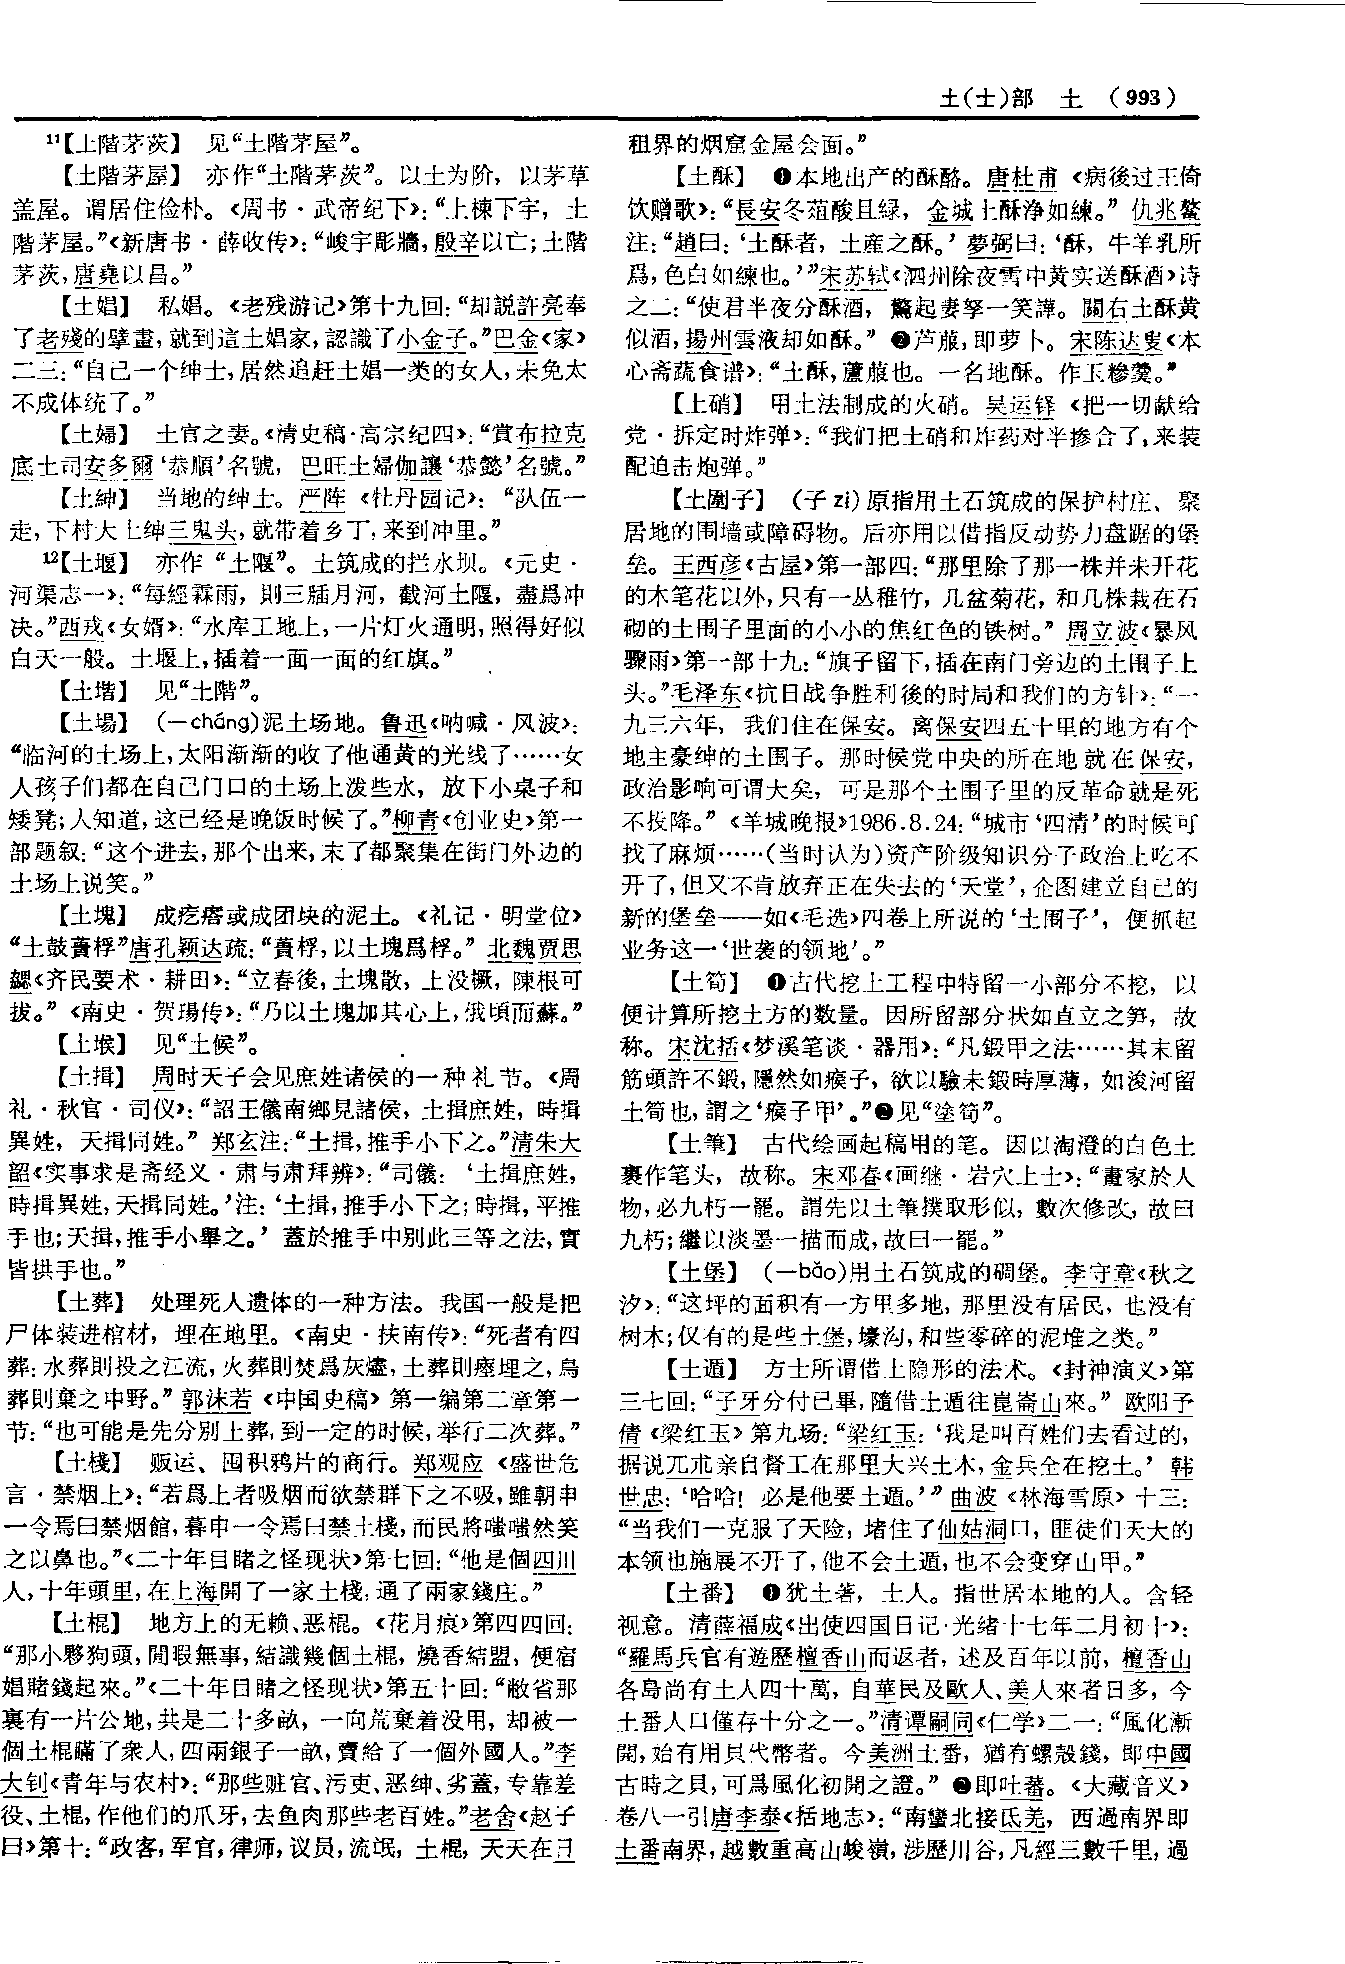 土(士)部　土　(993)
¹¹【土階茅茨】　见“土階茅屋”。
【土階茅屋】　亦作“土階茅茨”。以土为阶，以茅草
盖屋。谓居住俭朴。《周书·武帝纪下》：“上棟下宇，土
階茅屋。”《新唐书·薛收传》：“峻宇彫牆，殷辛以亡；土階
茅茨，唐堯以昌。”
【土娼】　私娼。《老残游记》第十九回：“却説許亮奉
了老殘的擘畫，就到這土娼家，認識了小金子。”巴金《家》
二三：“自己一个绅士，居然追赶土娼一类的女人，未免太
不成体统了。”
【土婦】　土官之妻。《清史稿·高宗纪四》：“賞布拉克
底土司安多爾‘恭順’名號，巴旺土婦伽讓‘恭懿’名號。”
【土紳】　当地的绅士。严阵《牡丹园记》：“队伍一
走，下村大土绅三鬼头，就带着乡丁，来到冲里。”
¹²【土堰】　亦作“土隁”。土筑成的拦水坝。《元史·
河渠志一》：“每經霖雨，則三牐月河，截河土隁，盡爲冲
决。”西戎《女婿》：“水库工地上，一片灯火通明，照得好似
白天一般。土堰上，插着一面一面的红旗。”
【土堦】　见“土階”。
【土場】　(—cháng)泥土场地。鲁迅《呐喊·风波》：
“临河的土场上，太阳渐渐的收了他通黄的光线了……女
人孩子们都在自己门口的土场上泼些水，放下小桌子和
矮凳；人知道，这已经是晚饭时候了。”柳青《创业史》第一
部题叙：“这个进去，那个出来，末了都聚集在街门外边的
土场上说笑。”
【土塊】　成疙瘩或成团块的泥土。《礼记·明堂位》
“土鼓蕢桴”唐孔颖达疏：“蕢桴，以土塊爲桴。”北魏贾思
勰《齐民要术·耕田》：“立春後，土塊散，上没橛，陳根可
拔。”《南史·贺瑒传》：“乃以土塊加其心上，俄頃而蘇。”
【土堠】　见“土候”。
【土揖】　周时天子会见庶姓诸侯的一种礼节。《周
礼·秋官·司仪》：“詔王儀南鄉見諸侯，土揖庶姓，時揖
異姓，天揖同姓。”郑玄注：“土揖，推手小下之。”清朱大
韶《实事求是斋经义·肃与肃拜辨》：“司儀：‘土揖庶姓，
時揖異姓，天揖同姓。’注：‘土揖，推手小下之；時揖，平推
手也；天揖，推手小舉之。’蓋於推手中别此三等之法，實
皆拱手也。”
【土葬】　处理死人遗体的一种方法。我国一般是把
尸体装进棺材，埋在地里。《南史·扶南传》：“死者有四
葬：水葬則投之江流，火葬則焚爲灰燼，土葬則瘞埋之，鳥
葬則棄之中野。”郭沫若《中国史稿》第一编第二章第一
节：“也可能是先分别土葬，到一定的时候，举行二次葬。”
【土棧】　贩运、囤积鸦片的商行。郑观应《盛世危
言·禁烟上》：“若爲上者吸烟而欲禁群下之不吸，雖朝申
一令焉曰禁烟館，暮申一令焉曰禁土棧，而民將嗤嗤然笑
之以鼻也。”《二十年目睹之怪现状》第七回：“他是個四川
人，十年頭里，在上海開了一家土棧，通了兩家錢庄。”
【土棍】　地方上的无赖、恶棍。《花月痕》第四四回：
“那小夥狗頭，閒暇無事，結識幾個土棍，燒香結盟，便宿
娼賭錢起來。”《二十年目睹之怪现状》第五十回：“敝省那
裏有一片公地，共是二十多畝，一向荒棄着没用，却被一
個土棍瞞了衆人，四兩銀子一畝，賣給了一個外國人。”李
大钊《青年与农村》：“那些赃官、污吏、恶绅、劣董，专靠差
役、土棍，作他们的爪牙，去鱼肉那些老百姓。”老舍《赵子
曰》第十：“政客，军官，律师，议员，流氓，土棍，天天在日
租界的烟窟金屋会面。”
【土酥】　❶本地出产的酥酪。唐杜甫《病後过王倚
饮赠歌》：“長安冬菹酸且緑，金城土酥净如練。”仇兆鳌
注：“趙曰：‘土酥者，土産之酥。’夢弼曰：‘酥，牛羊乳所
爲，色白如練也。’”宋苏轼《泗州除夜雪中黄实送酥酒》诗
之二：“使君半夜分酥酒，驚起妻孥一笑譁。關右土酥黄
似酒，揚州雲液却如酥。”❷芦菔，即萝卜。宋陈达叟《本
心斋蔬食谱》：“土酥，蘆菔也。一名地酥。作玉糁羹。”
【土硝】　用土法制成的火硝。吴运铎《把一切献给
党·拆定时炸弹》：“我们把土硝和炸药对半掺合了，来装
配迫击炮弹。”
【土圍子】　(子 zi)原指用土石筑成的保护村庄、聚
居地的围墙或障碍物。后亦用以借指反动势力盘踞的堡
垒。王西彦《古屋》第一部四：“那里除了那一株并未开花
的木笔花以外，只有一丛稚竹，几盆菊花，和几株栽在石
砌的土围子里面的小小的焦红色的铁树。”周立波《暴风
骤雨》第一部十九：“旗子留下，插在南门旁边的土围子上
头。”毛泽东《抗日战争胜利後的时局和我们的方针》：“一
九三六年，我们住在保安。离保安四五十里的地方有个
地主豪绅的土围子。那时候党中央的所在地就在保安，
政治影响可谓大矣，可是那个土围子里的反革命就是死
不投降。”《羊城晚报》1986.8.24：“城市‘四清’的时候可
找了麻烦……(当时认为)资产阶级知识分子政治上吃不
开了，但又不肯放弃正在失去的‘天堂’，企图建立自己的
新的堡垒——如《毛选》四卷上所说的‘土围子’，便抓起
业务这一‘世袭的领地’。”
【土筍】　❶古代挖土工程中特留一小部分不挖，以
便计算所挖土方的数量。因所留部分状如直立之笋，故
称。宋沈括《梦溪笔谈·器用》：“凡鍛甲之法……其末留
筋頭許不鍛，隱然如瘊子，欲以驗未鍛時厚薄，如浚河留
土筍也，謂之‘瘊子甲’。”❷见“塗筍”。
【土筆】　古代绘画起稿用的笔。因以淘澄的白色土
裹作笔头，故称。宋邓春《画继·岩穴上士》：“畫家於人
物，必九朽一罷。謂先以土筆撲取形似，數次修改，故曰
九朽；繼以淡墨一描而成，故曰一罷。”
【土堡】　(—bǎo)用土石筑成的碉堡。李守章《秋之
汐》：“这坪的面积有一方里多地，那里没有居民，也没有
树木；仅有的是些土堡，壕沟，和些零碎的泥堆之类。”
【土遁】　方士所谓借土隐形的法术。《封神演义》第
三七回：“子牙分付已畢，隨借土遁往崑崙山來。”欧阳予
倩《梁红玉》第九场：“梁红玉：‘我是叫百姓们去看过的，
据说兀朮亲自督工在那里大兴土木，金兵全在挖土。’韩
世忠：‘哈哈！必是他要土遁。’”曲波《林海雪原》十三：
“当我们一克服了天险，堵住了仙姑洞口，匪徒们天大的
本领也施展不开了，他不会土遁，也不会变穿山甲。”
【土番】　❶犹土著，土人。指世居本地的人。含轻
视意。清薛福成《出使四国日记·光绪十七年二月初十》：
“羅馬兵官有遊歷檀香山而返者，述及百年以前，檀香山
各島尚有土人四十萬，自華民及歐人、美人來者日多，今
土番人口僅存十分之一。”清谭嗣同《仁学》二一：“風化漸
開，始有用貝代幣者。今美洲土番，猶有螺殻錢，即中國
古時之貝，可爲風化初開之證。”❷即吐蕃。《大藏音义》
卷八一引唐李泰《括地志》：“南蠻北接氐羌，西過南界即
土番南界，越數重高山峻嶺，涉歷川谷，凡經三數千里，過